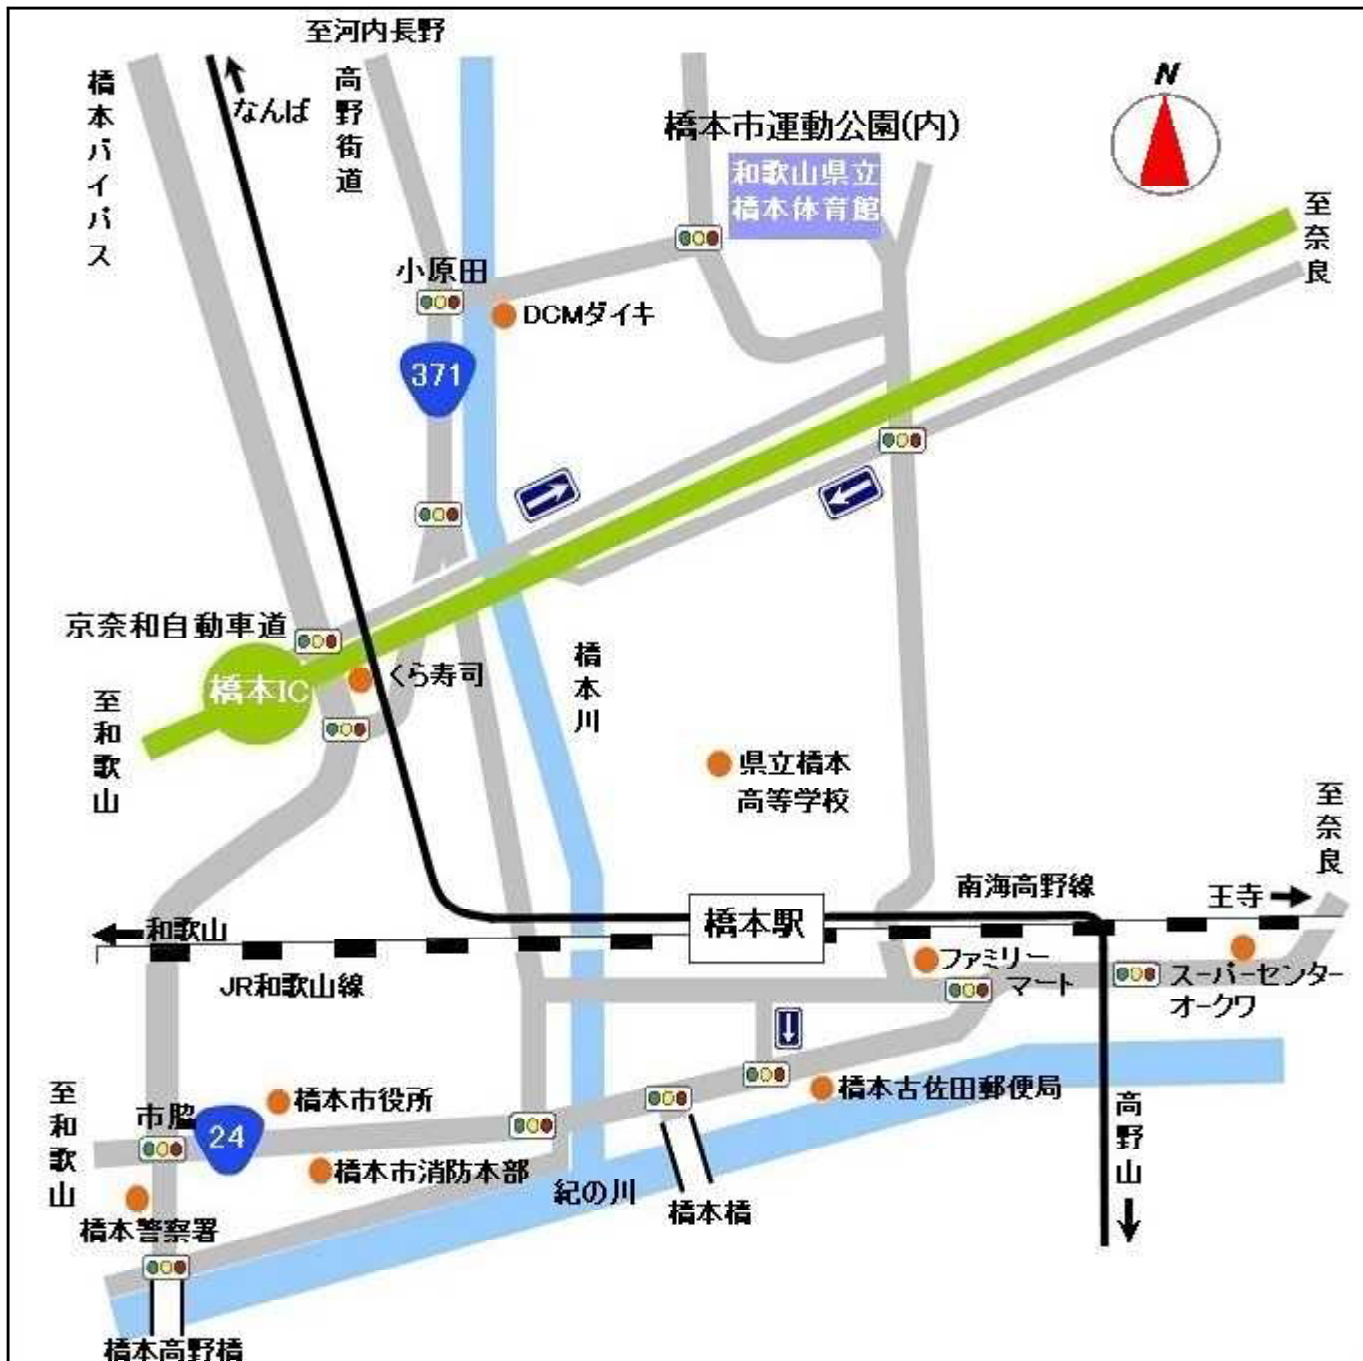 至河内長野
橋本バイパス
なんば
高野街道
N
橋本市運動公園(内)
和歌山県立
橋本体育館
至奈良
小原田
DCMダイキ
371
京奈和自動車道
橋本IC
くら寿司
橋本川
至和歌山
県立橋本
高等学校
至奈良
南海高野線
王寺
橋本駅
和歌山
JR和歌山線
ファミリー
マート
スーパーセンター
オークワ
至和歌山
市脇
24
橋本市役所
橋本古佐田郵便局
高野山
橋本市消防本部
紀の川
橋本橋
橋本警察署
橋本高野橋